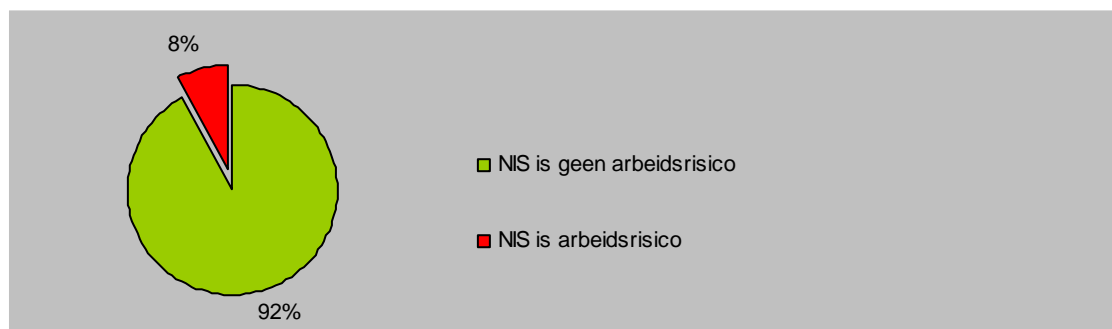 8%
NIS is geen arbeidsrisico
NIS is arbeidsrisico
92%